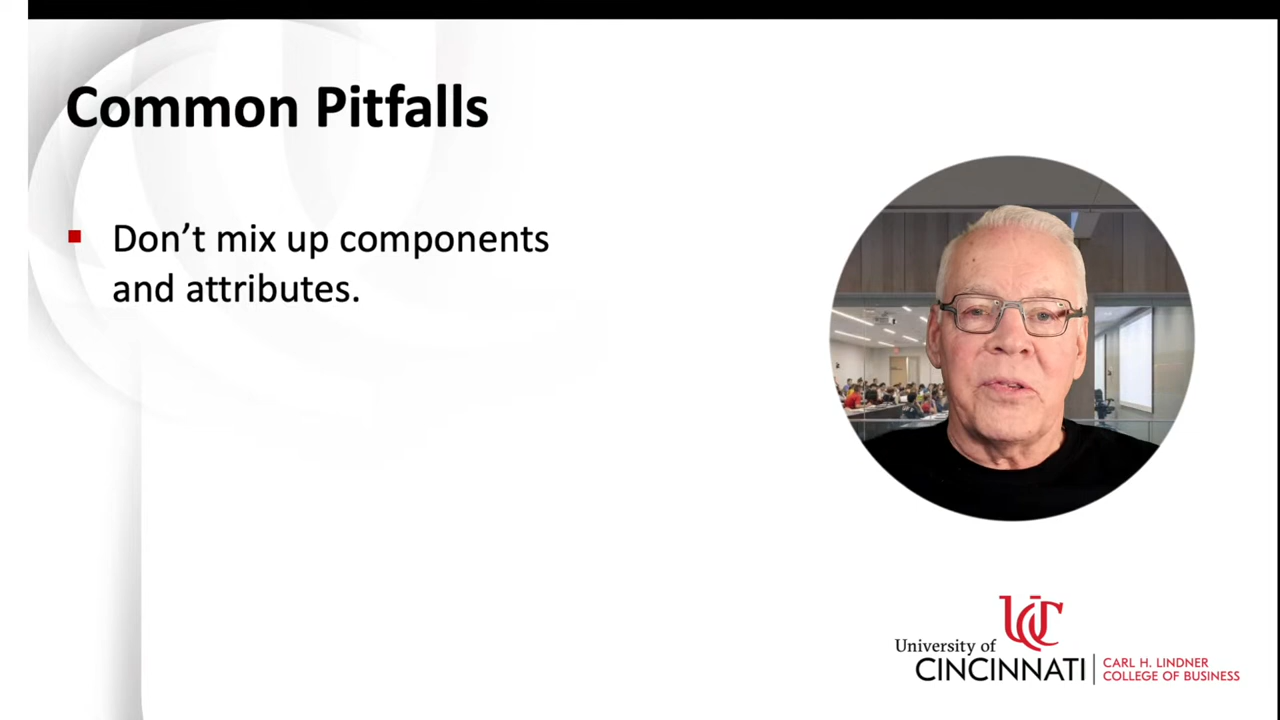 Common Pitfalls
Don’t mix up components
and attributes.
University of
CINCINNATI
CARL H. LINDNER
COLLEGE OF BUSINESS